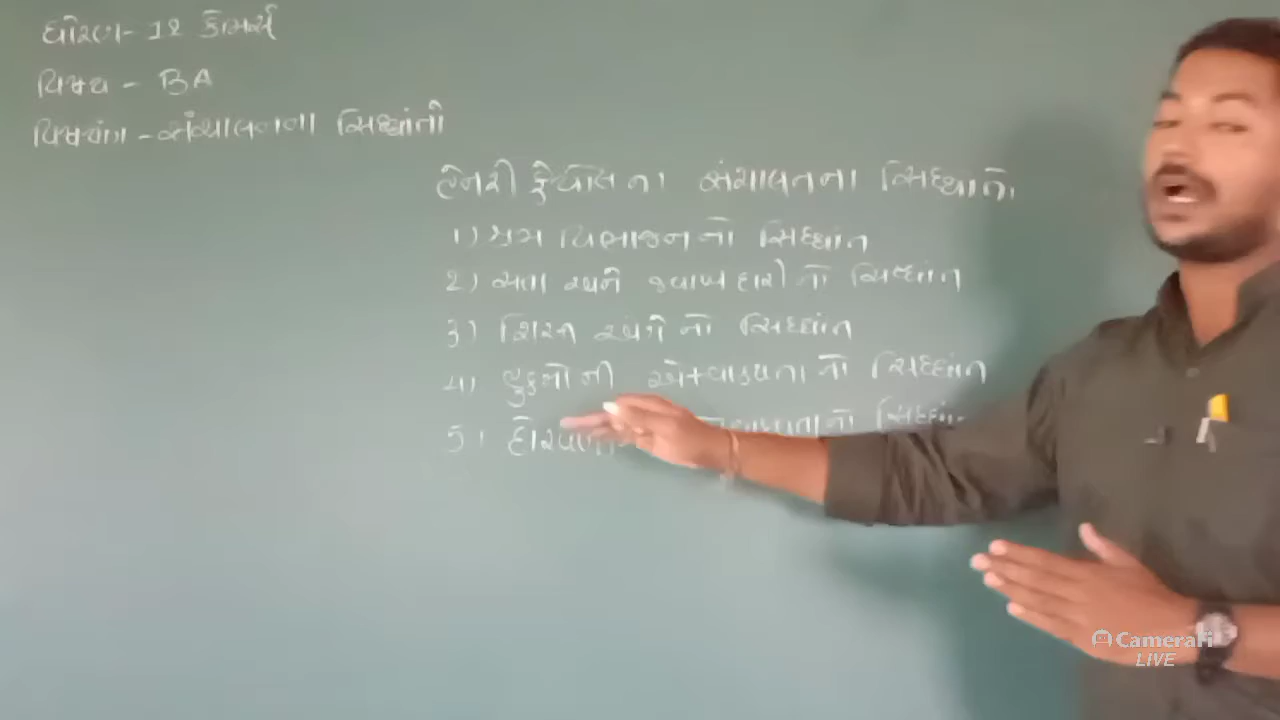 ધોરણ - 12 કોમર્સ
વિષય - BA
વિષયાંગ - સંચાલનના સિધ્ધાંતો
હેનરી ફેયોલના સંચાલનના સિધ્ધાંતો
1) શ્રમ વિભાજનનો સિધ્ધાંત
2) સત્તા અને જવાબદારીનો સિધ્ધાંત
3) શિસ્ત અંગેનો સિધ્ધાંત
4) હુકમોની એકવાક્યતાનો સિધ્ધાંત
5) સિધ્ધાંત
CameraFi
LIVE